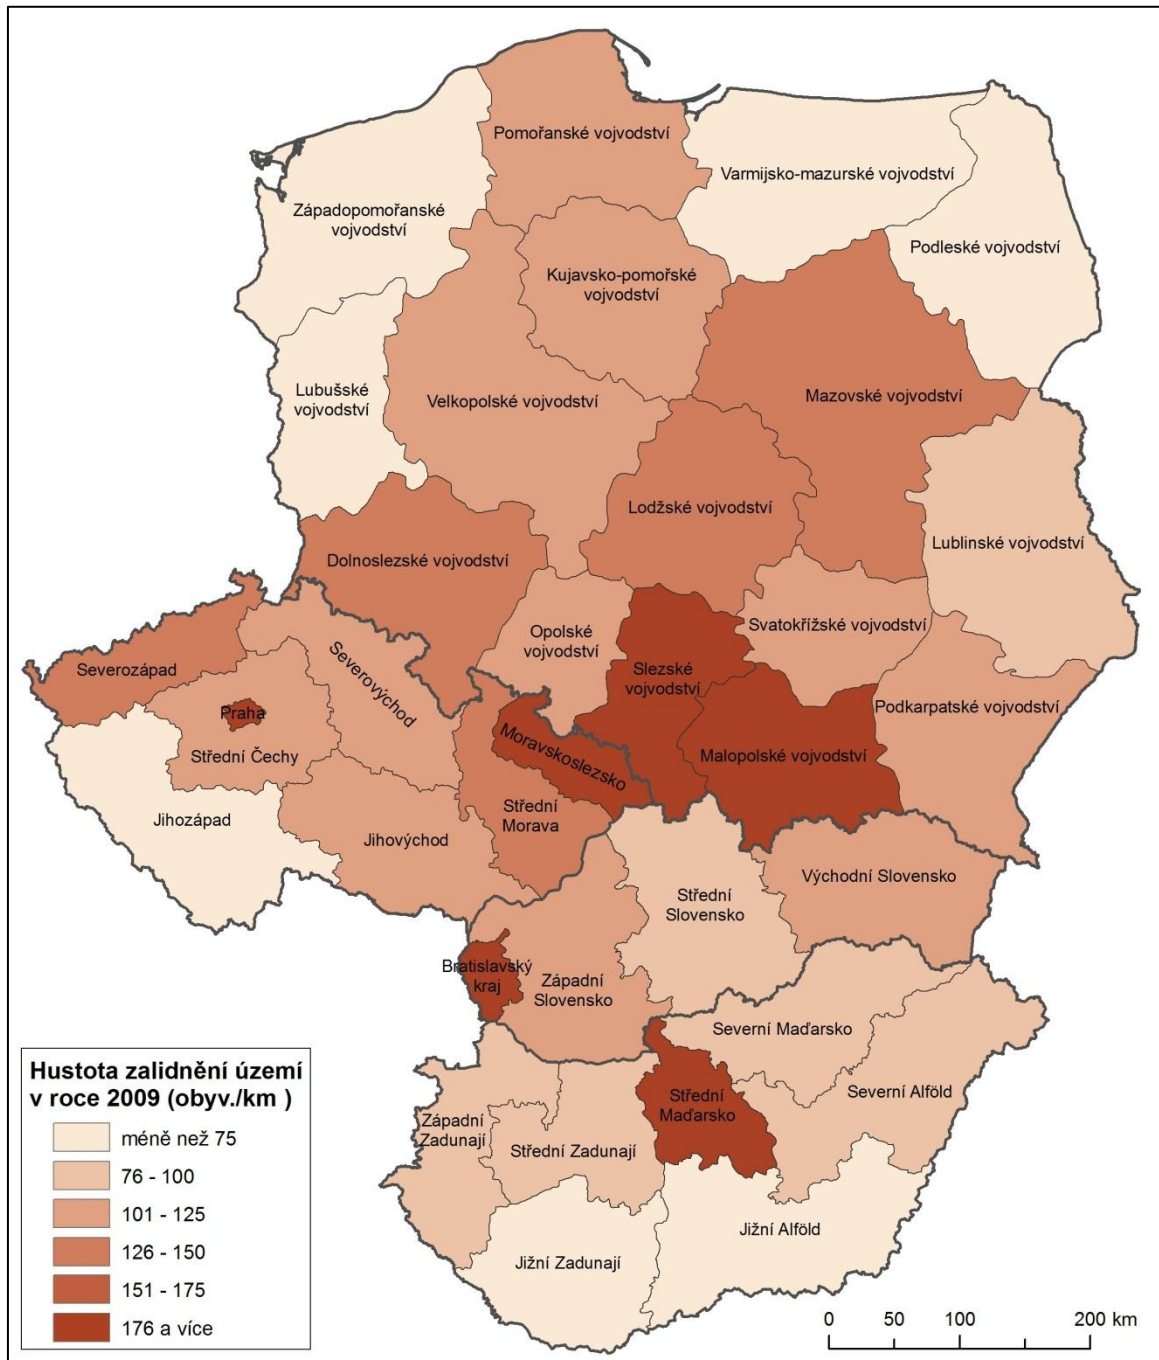 Pomořanské vojvodství
Varmijsko-mazurské vojvodství
Západopomořanské
vojvodství
Podleské vojvodství
Kujavsko-pomořské
vojvodství
Lubušské
vojvodství
Velkopolské vojvodství
Mazovské vojvodství
Lodžské vojvodství
Lublinské vojvodství
Dolnoslezské vojvodství
Opolské
vojvodství
Svatokřížské vojvodství
Slezské
vojvodství
Severozápad
Severovýchod
Praha
Střední Čechy
Podkarpatské vojvodství
Malopolské vojvodství
Moravskoslezsko
Jihozápad
Střední
Morava
Jihovýchod
Východní Slovensko
Střední
Slovensko
Bratislavský
kraj
Západní
Slovensko
Severní Maďarsko
Severní Alföld
Střední
Maďarsko
Západní
Zadunají
Střední Zadunají
Jižní Alföld
Jižní Zadunají
Hustota zalidnění území
v roce 2009 (obyv./km )
méně než 75
76 - 100
101 - 125
126 - 150
151 - 175
176 a více
0 50 100 200 km